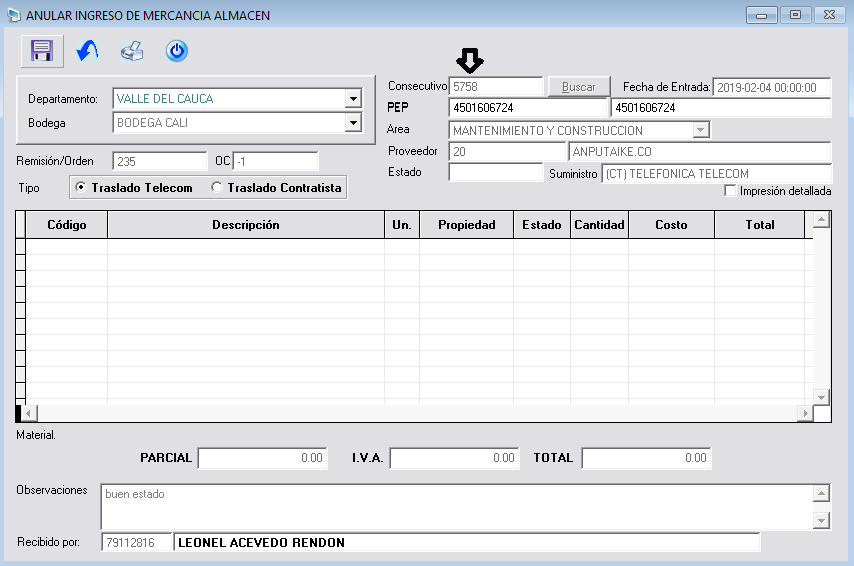 ANULAR INGRESO DE MERCANCIA ALMACEN
Consecutivo 5758 Buscar Fecha de Entrada: 2019-02-04 00:00:00
Departamento: VALLE DEL CAUCA
PEP 4501606724 4501606724
Bodega BODEGA CALI
Area MANTENIMIENTO Y CONSTRUCCION
Remisión/Orden 235 OC -1
Proveedor 20 ANPUTAIKE.CO
Estado Suministro (CT) TELEFONICA TELECOM
Tipo Traslado Telecom Traslado Contratista
Impresión detallada
Código Descripción Un. Propiedad Estado Cantidad Costo Total
Material.
PARCIAL 0.00 I.V.A. 0.00 TOTAL 0.00
Observaciones buen estado
Recibido por: 79112816 LEONEL ACEVEDO RENDON